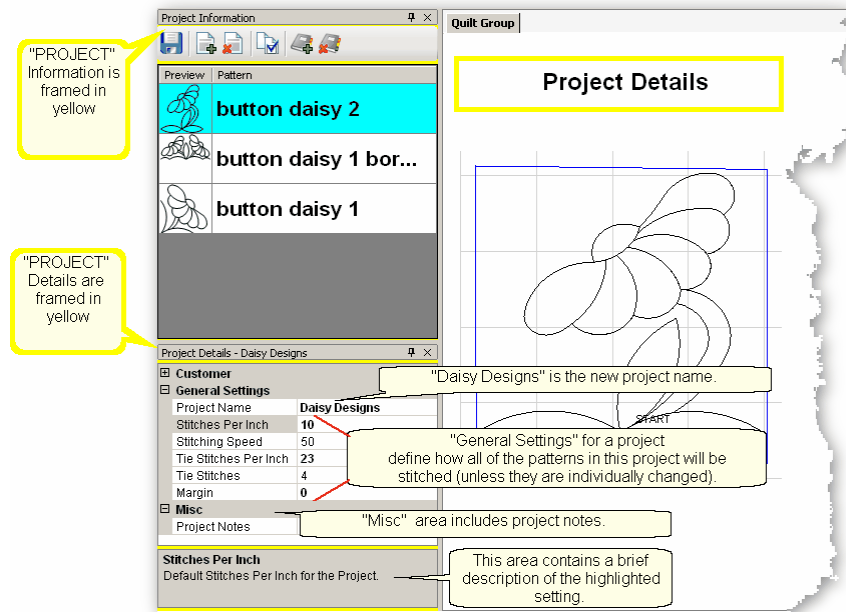 Project Information
"PROJECT"
Information is
framed in
yellow
Preview Pattern
button daisy 2
button daisy 1 bor...
button daisy 1
"PROJECT"
Details are
framed in
yellow
Project Details - Daisy Designs
Customer
General Settings
Project Name Daisy Designs
Stitches Per Inch 10
Stitching Speed 50
Tie Stitches Per Inch 23
Tie Stitches 4
Margin 0
Misc
Project Notes
Stitches Per Inch
Default Stitches Per Inch for the Project.
Quilt Group
Project Details
START
"Daisy Designs" is the new project name.
"General Settings" for a project
define how all of the patterns in this project will be
stitched (unless they are individually changed).
"Misc" area includes project notes.
This area contains a brief
description of the highlighted
setting.